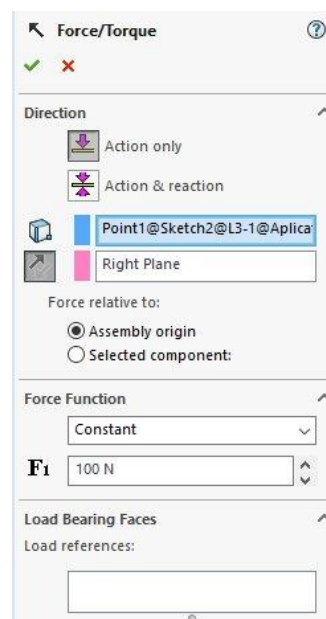 Force/Torque
Direction
Action only
Action & reaction
Point1@Sketch2@L3-1@Aplica
Right Plane
Force relative to:
Assembly origin
Selected component:
Force Function
Constant
F1 100 N
Load Bearing Faces
Load references: